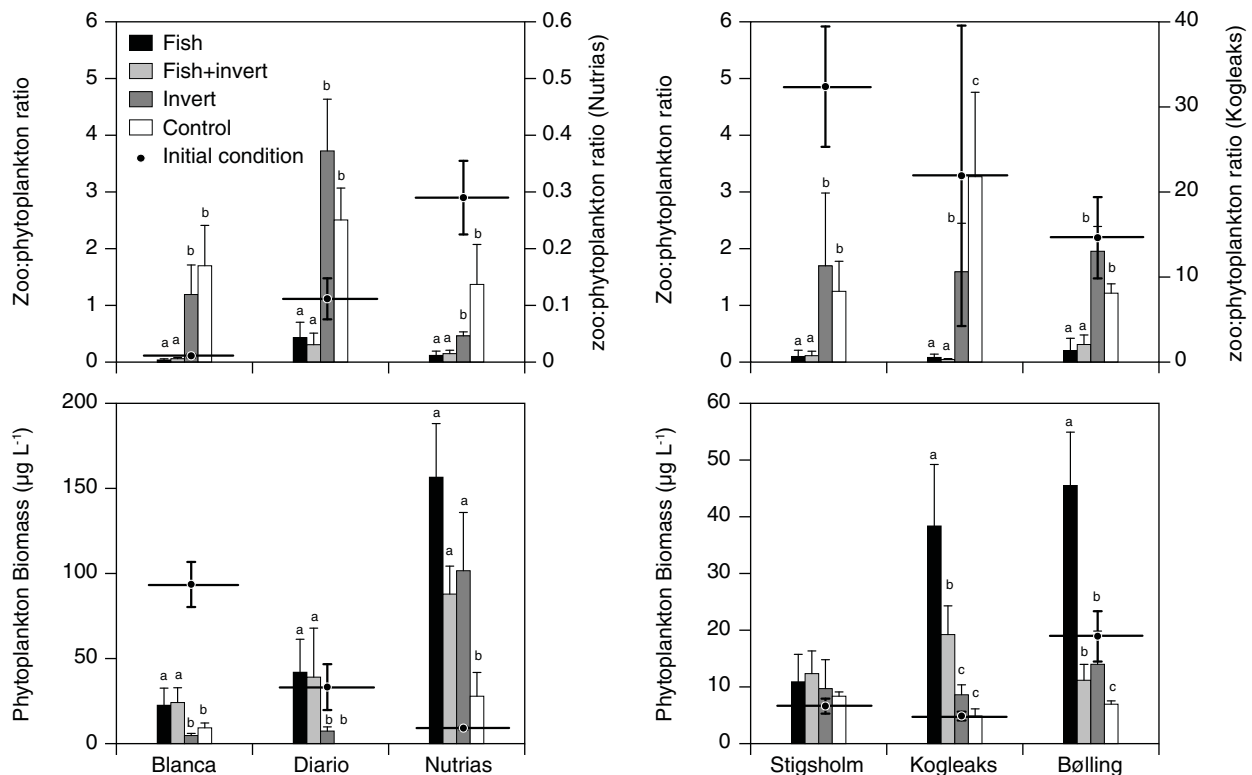 Zoo:phytoplankton ratio
6
5
4
3
2
1
0
Fish
Fish+invert
Invert
Control
Initial condition
a a b b
a a b b
a a b b
0.6
0.5
0.4
0.3
0.2
0.1
0
zoo:phytoplankton ratio (Nutrias)
Zoo:phytoplankton ratio
6
5
4
3
2
1
0
a a b b
a a b c
a a b b
40
30
20
10
0
zoo:phytoplankton ratio (Kogleaks)
Phytoplankton Biomass (µg L-1)
200
150
100
50
0
a a b b
a a b b
a a a b
Blanca Diario Nutrias
Phytoplankton Biomass (µg L-1)
60
50
40
30
20
10
0
a b c c
a b b c
Stigsholm Kogleaks Bølling